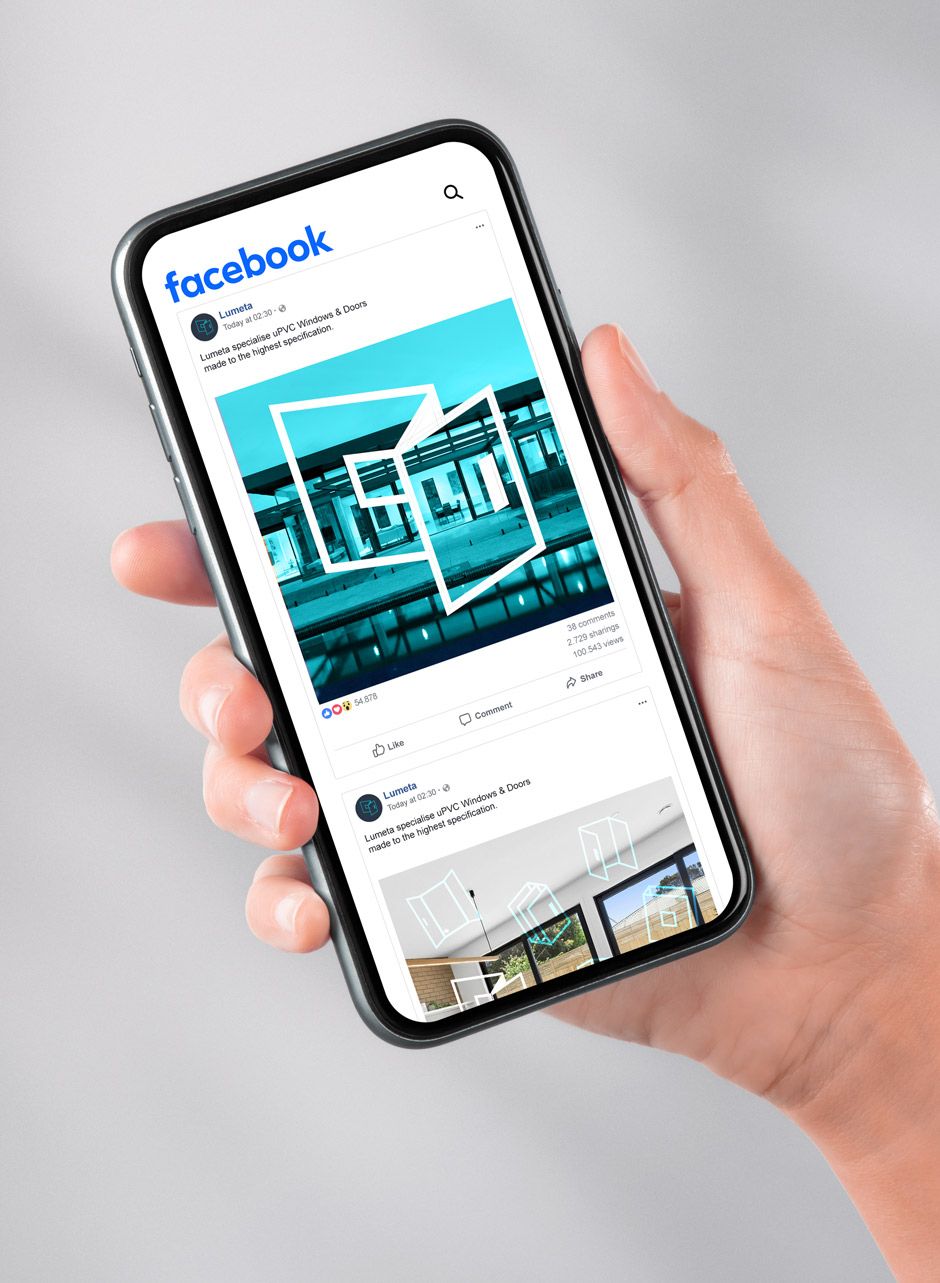 facebook
Lumeta
Today at 02:30 ·
Lumeta specialise uPVC Windows & Doors
made to the highest specification.
38 comments
2.729 sharings
100.543 views
54.878
Like
Comment
Share
Lumeta
Today at 02:30 ·
Lumeta specialise uPVC Windows & Doors
made to the highest specification.